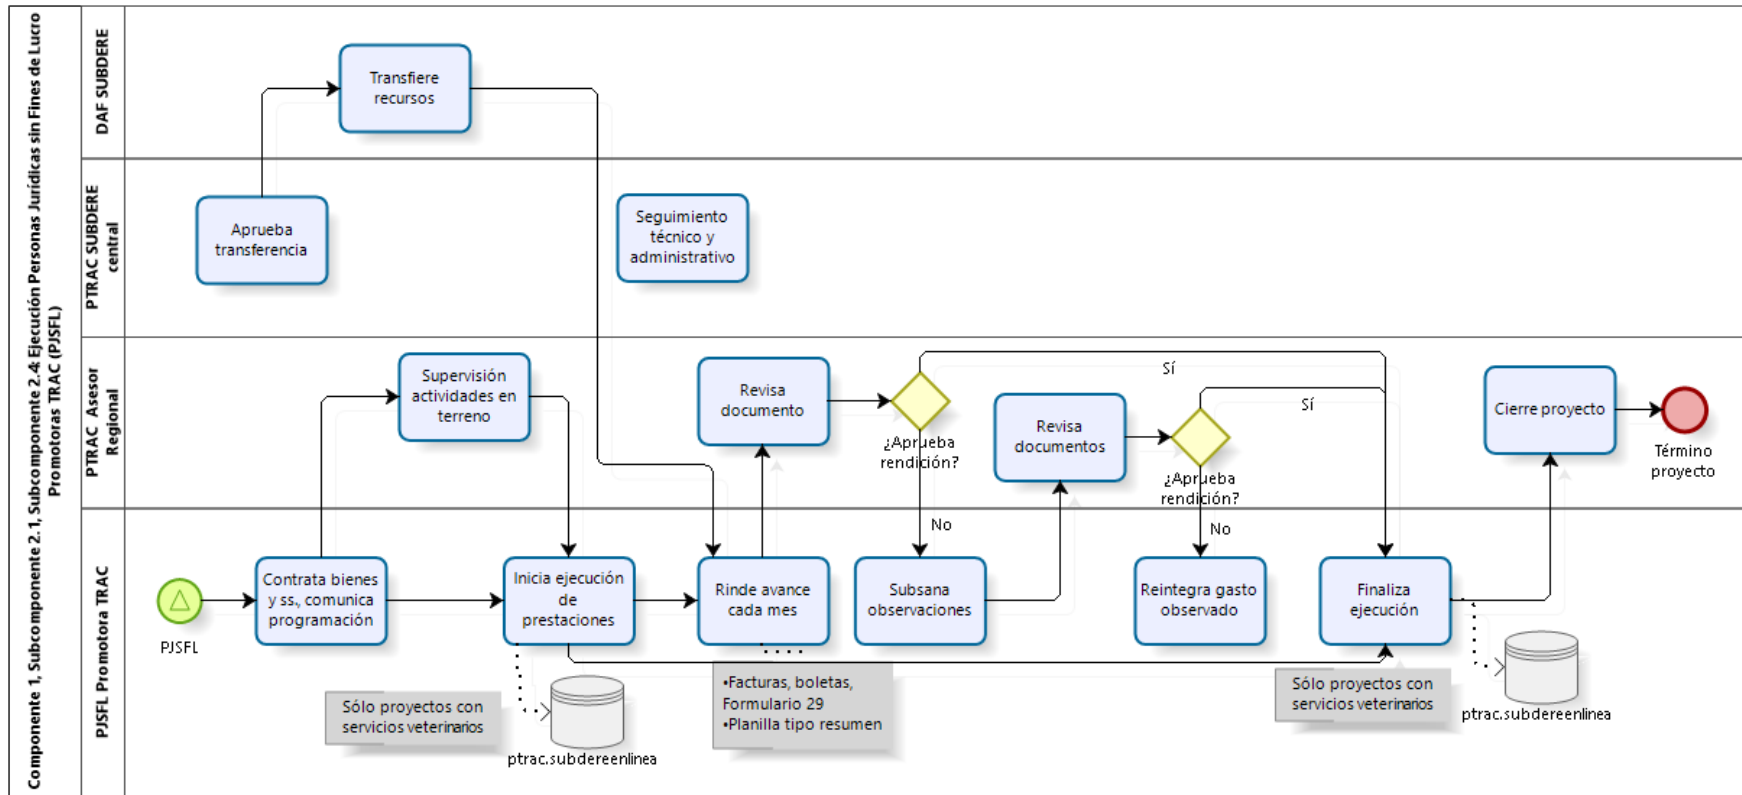 Componente 1, Subcomponente 2.1, Subcomponente 2.4: Ejecución Personas Jurídicas sin Fines de Lucro
Promotoras TRAC (PJSFL)
DAF SUBDERE
Transfiere
recursos
PTRAC SUBDERE
central
Aprueba
transferencia
Seguimiento
técnico y
administrativo
PTRAC Asesor
Regional
Supervisión
actividades en
terreno
Revisa
documento
¿Aprueba
rendición?
Sí
No
Revisa
documentos
¿Aprueba
rendición?
Sí
No
Cierre proyecto
Término
proyecto
PJSFL Promotora TRAC
PJSFL
Contrata bienes
y ss., comunica
programación
Inicia ejecución
de
prestaciones
Rinde avance
cada mes
Subsana
observaciones
Reintegra gasto
observado
Finaliza
ejecución
Sólo proyectos con
servicios veterinarios
ptrac.subdereenlinea
•Facturas, boletas,
Formulario 29
•Planilla tipo resumen
Sólo proyectos con
servicios veterinarios
ptrac.subdereenlinea